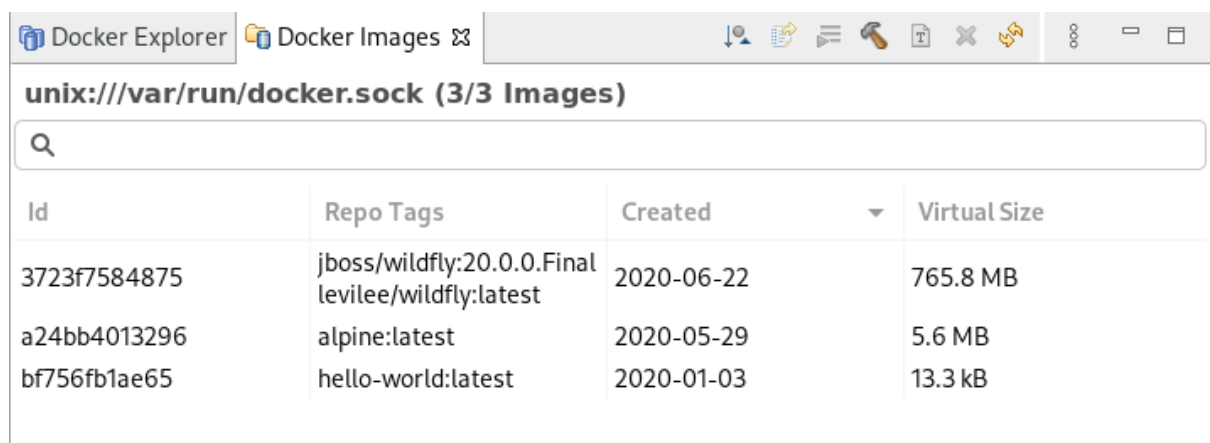 Docker Explorer Docker Images
unix:///var/run/docker.sock (3/3 Images)
Id Repo Tags Created Virtual Size
3723f7584875 jboss/wildfly:20.0.0.Final 2020-06-22 765.8 MB
levilee/wildfly:latest
a24bb4013296 alpine:latest 2020-05-29 5.6 MB
bf756fb1ae65 hello-world:latest 2020-01-03 13.3 kB